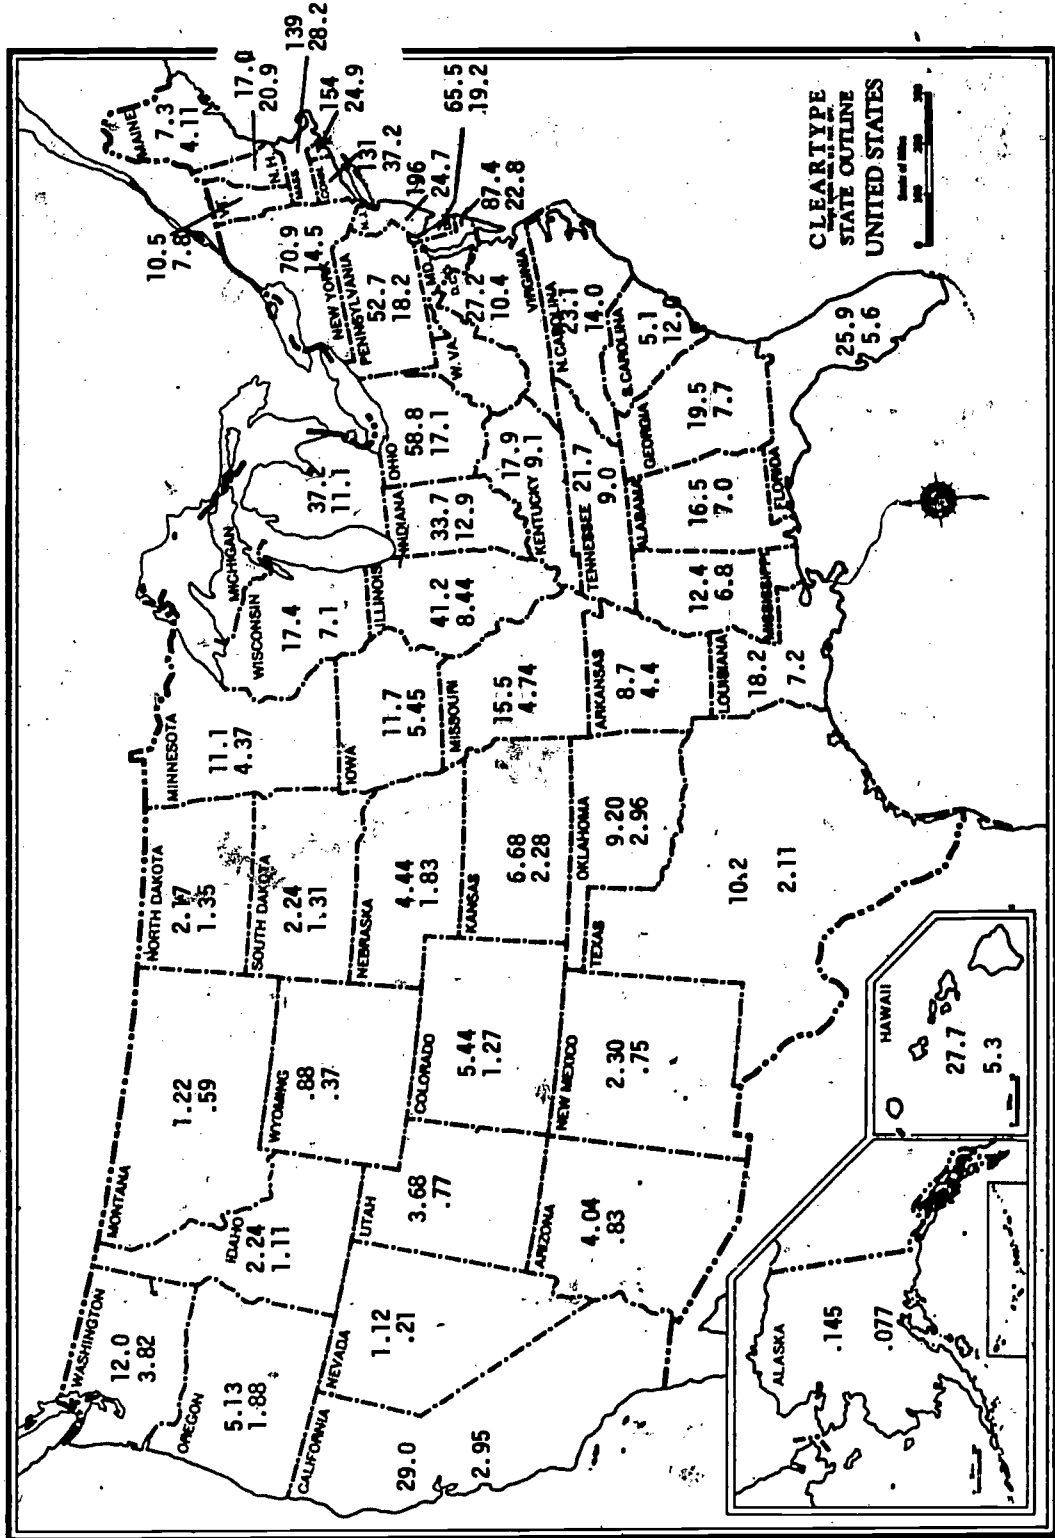 WASHINGTON
12.0
3.82
OREGON
5.13
1.88
CALIFORNIA
29.0
2.95
NEVADA
1.12
.21
IDAHO
2.24
1.11
MONTANA
1.22
.59
WYOMING
.88
.37
UTAH
3.68
.77
COLORADO
5.44
1.27
ARIZONA
4.04
.83
NEW MEXICO
2.30
.75
NORTH DAKOTA
1.35
SOUTH DAKOTA
2.24
1.31
NEBRASKA
4.44
1.83
KANSAS
6.68
2.28
OKLAHOMA
9.20
2.96
TEXAS
10.2
2.11
MINNESOTA
11.1
4.37
IOWA
11.7
5.45
MISSOURI
15.5
4.74
ARKANSAS
8.7
4.4
LOUISIANA
18.2
7.2
WISCONSIN
17.4
7.1
MICHIGAN
37.2
11.1
ILLINOIS
41.2
8.44
INDIANA
33.7
12.9
OHIO
58.8
17.1
KENTUCKY
17.9
9.1
TENNESSEE
21.7
9.0
MISSISSIPPI
12.4
6.8
ALABAMA
16.5
7.0
GEORGIA
19.5
7.7
FLORIDA
25.9
5.6
S. CAROLINA
5.1
N. CAROLINA
23.1
14.0
VIRGINIA
27.2
10.4
W. VA.
MD.
D.C.
PENNSYLVANIA
52.7
18.2
NEW YORK
70.9
14.5
10.5
7.8
MAINE
7.3
4.11
N.H.
17.0
20.9
MASS
139
28.2
CONN.
154
24.9
131
37.2
N.J.
196
24.7
65.5
19.2
87.4
22.8
ALASKA
.145
.077
HAWAII
27.7
5.3
CLEARTYPE
STATE OUTLINE
UNITED STATES
Scale of Miles
0 100 200 300